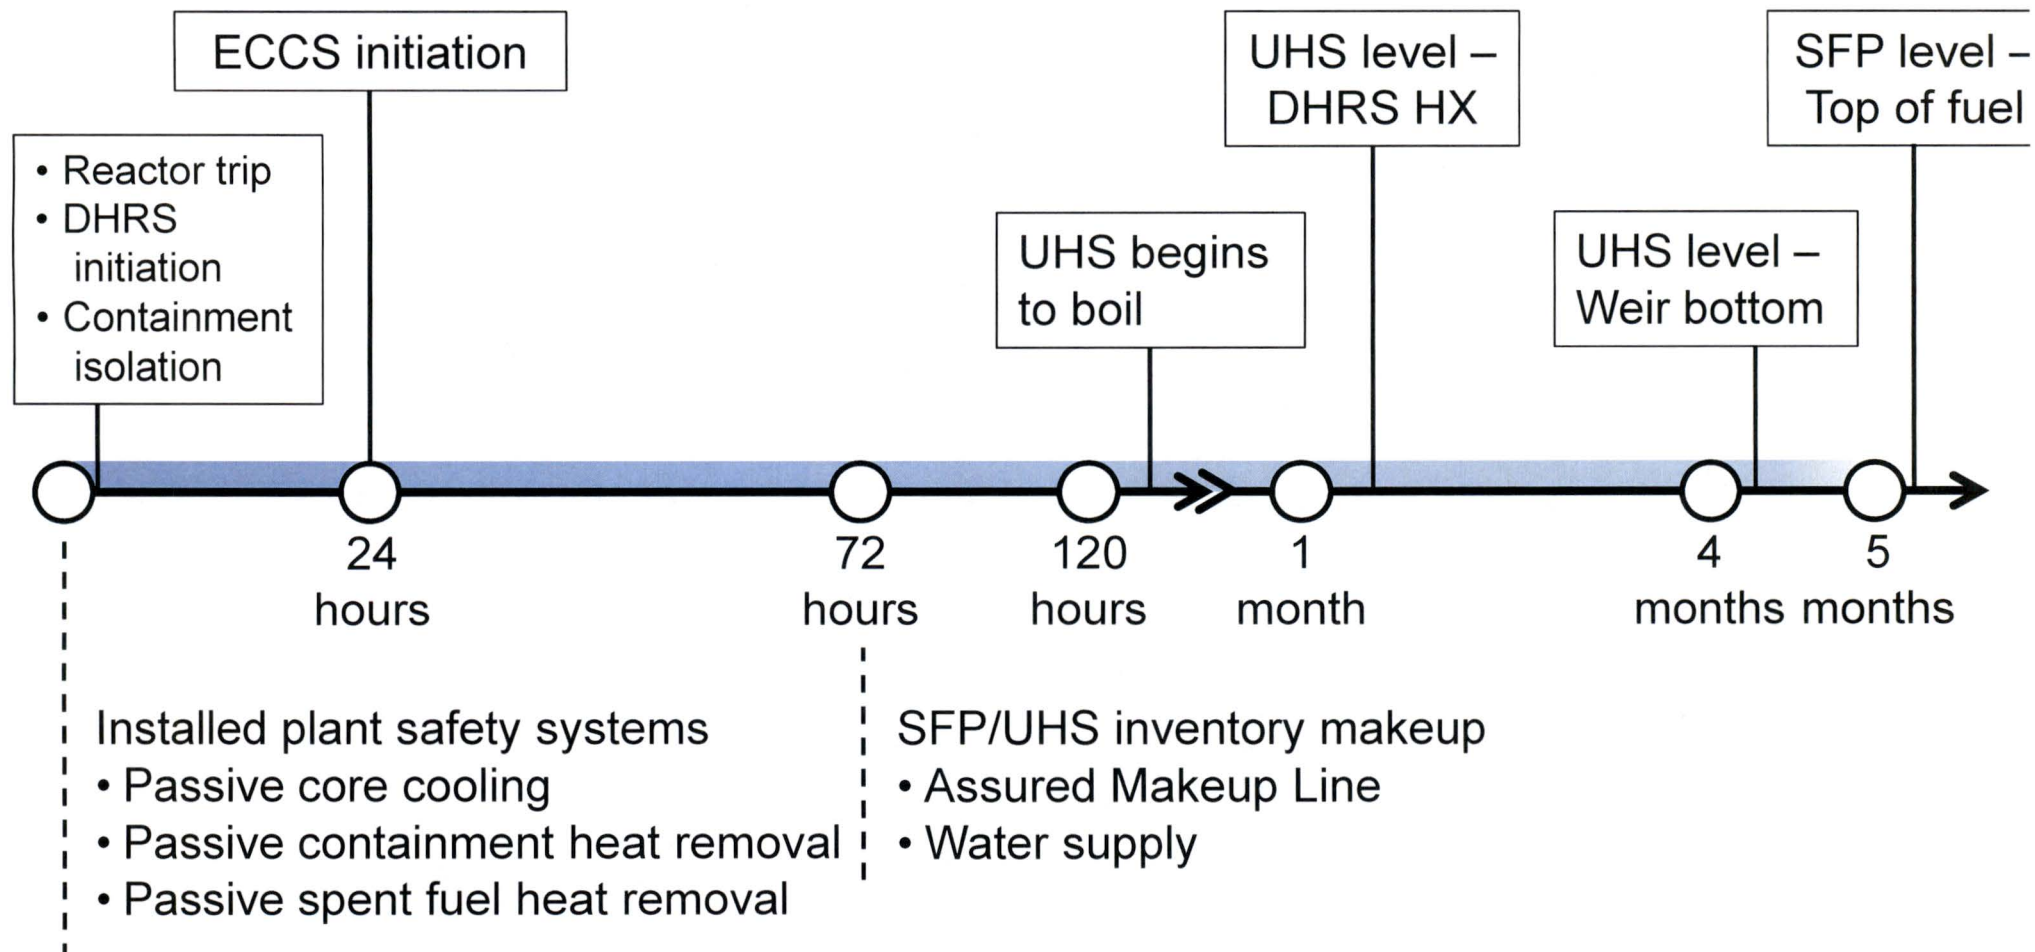 ECCS initiation
• Reactor trip
• DHRS
initiation
• Containment
isolation
UHS begins
to boil
UHS level –
DHRS HX
UHS level –
Weir bottom
SFP level –
Top of fuel
24
hours
72
hours
120
hours
1
month
4
months
5
months
Installed plant safety systems
• Passive core cooling
• Passive containment heat removal
• Passive spent fuel heat removal
SFP/UHS inventory makeup
• Assured Makeup Line
• Water supply